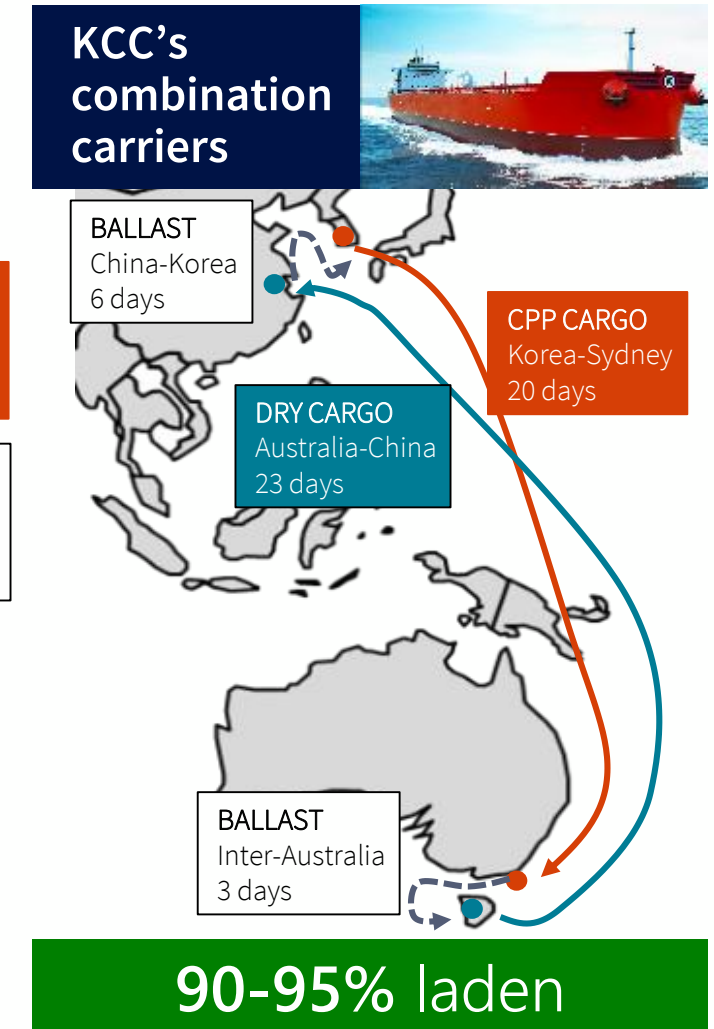 KCC's
combination
carriers
BALLAST
China-Korea
6 days
CPP CARGO
Korea-Sydney
20 days
DRY CARGO
Australia-China
23 days
BALLAST
Inter-Australia
3 days
90-95% laden